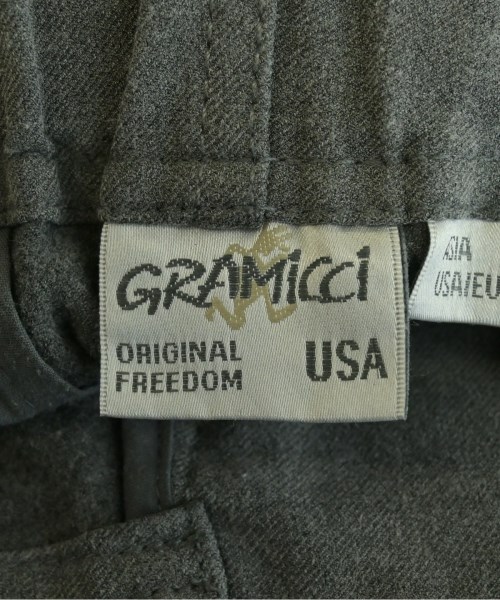 GRAMiCCi
ORIGINAL
FREEDOM
USA
ASIA
USA/EU